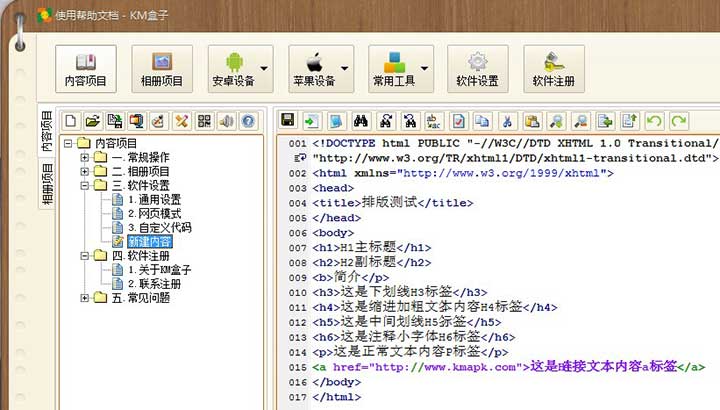 使用帮助文档 - KM盒子
内容项目 相册项目 安卓设备 苹果设备 常用工具 软件设置 软件注册
内容项目
相册项目
内容项目
一. 常规操作
二. 相册项目
三. 软件设置
1. 通用设置
2. 网页模式
3. 自定义代码
新建内容
四. 软件注册
1. 关于KM盒子
2. 联系注册
五. 常见问题
001 <!DOCTYPE html PUBLIC "-//W3C//DTD XHTML 1.0 Transitional/
"http://www.w3.org/TR/xhtml1/DTD/xhtml1-transitional.dtd">
002 <html xmlns="http://www.w3.org/1999/xhtml">
003 <head>
004 <title>排版测试</title>
005 </head>
006 <body>
007 <h1>H1主标题</h1>
008 <h2>H2副标题</h2>
009 <b>简介</p>
010 <h3>这是下划线H3标签</h3>
011 <h4>这是缩进加粗文本内容H4标签</h4>
012 <h5>这是中间划线H5标签</h5>
013 <h6>这是注释小字体H6标签</h6>
014 <p>这是正常文本内容P标签</p>
015 <a href="http://www.kmapk.com">这是链接文本内容a标签</a>
016 </body>
017 </html>